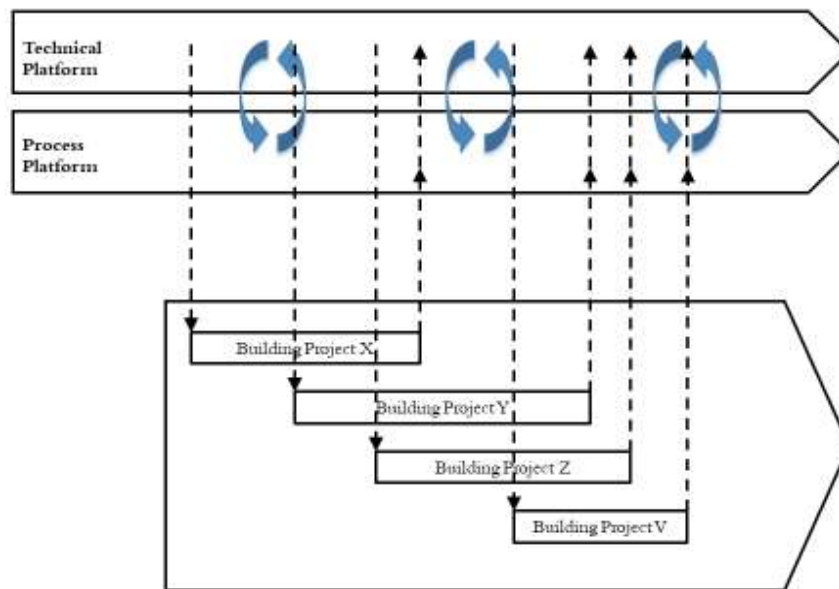 Technical
Platform
Process
Platform
Building Project X
Building Project Y
Building Project Z
Building Project V